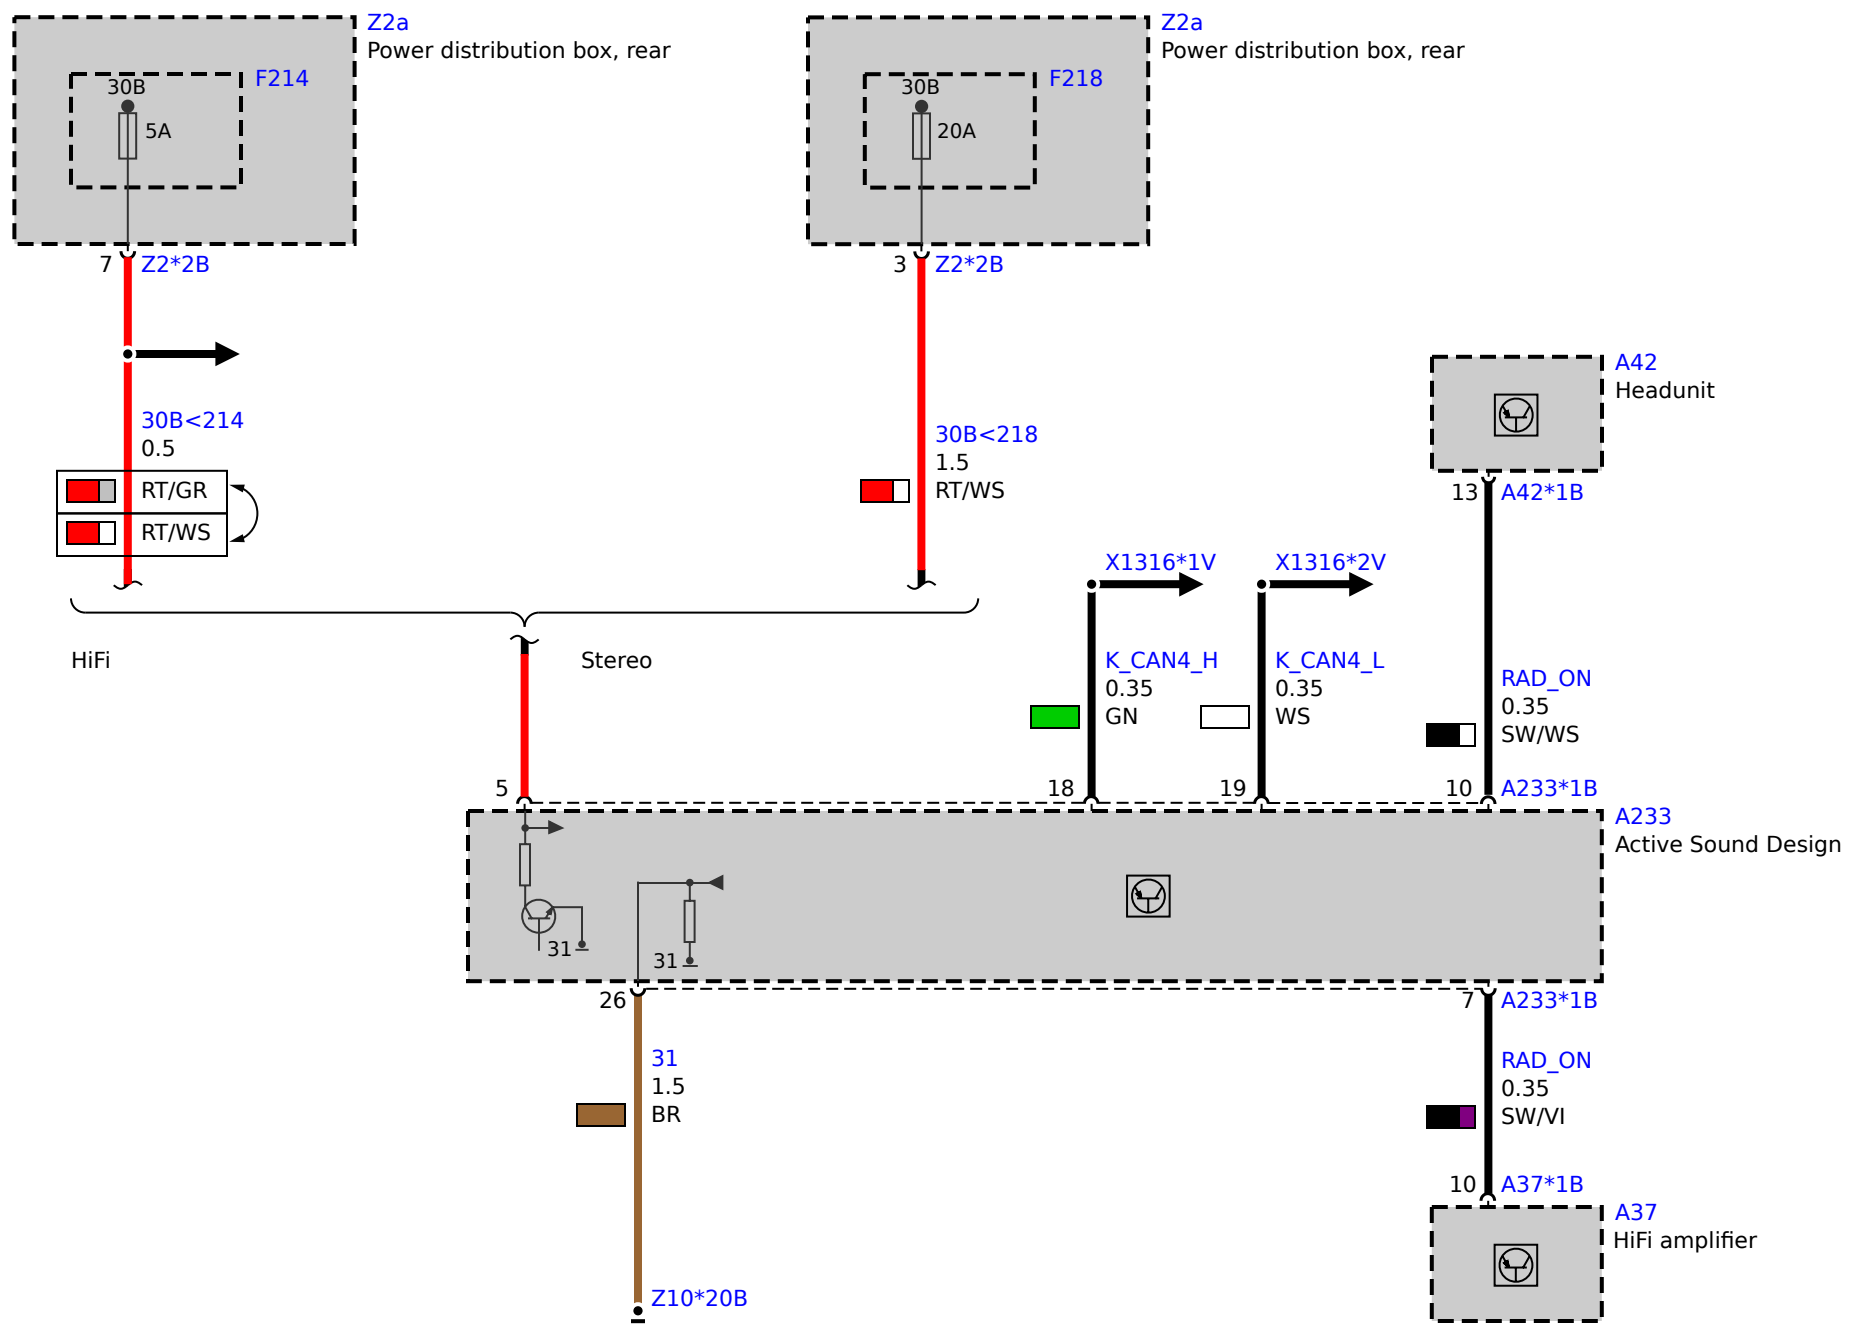 Z2a
Power distribution box, rear
F214
30B
5A
7 Z2*2B
30B<214
0.5
RT/GR
RT/WS
Z2a
Power distribution box, rear
F218
30B
20A
3 Z2*2B
30B<218
1.5
RT/WS
HiFi
Stereo
A42
Headunit
13 A42*1B
X1316*1V
X1316*2V
K_CAN4_H
0.35
GN
K_CAN4_L
0.35
WS
RAD_ON
0.35
SW/WS
5
18
19
10 A233*1B
A233
Active Sound Design
31
31
26
7 A233*1B
31
1.5
BR
RAD_ON
0.35
SW/VI
10 A37*1B
A37
HiFi amplifier
Z10*20B